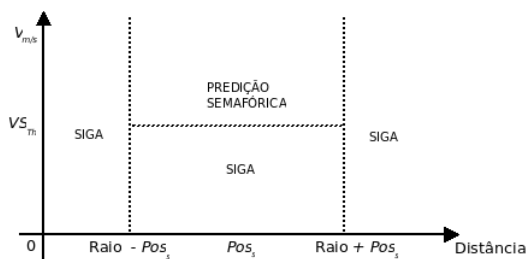 V m/s
PREDIÇÃO
SEMAFÓRICA
VS Th
SIGA
SIGA
SIGA
0
Raio - Pos s
Pos s
Raio + Pos s
Distância